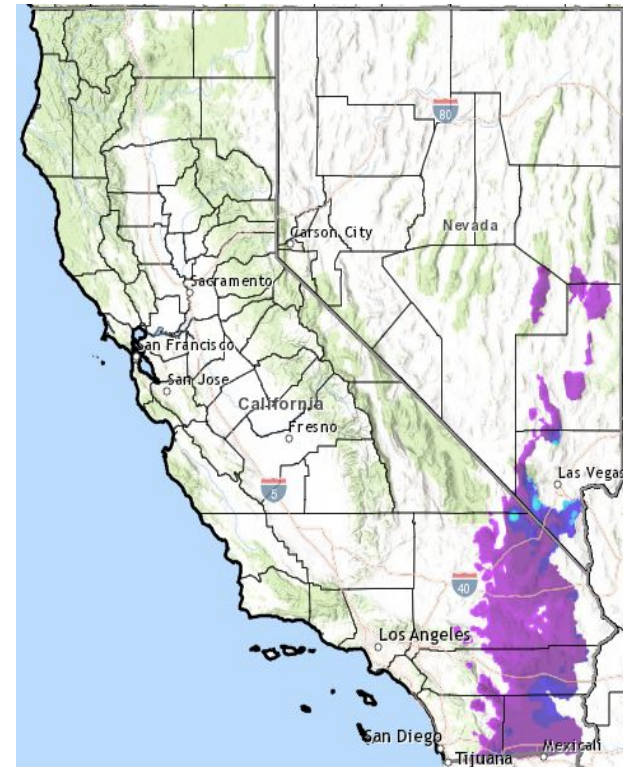 80
Nevada
Carson City
Sacramento
San Francisco
San Jose
California
Fresno
5
Las Vegas
40
Los Angeles
San Diego
Mexicali
Tijuana